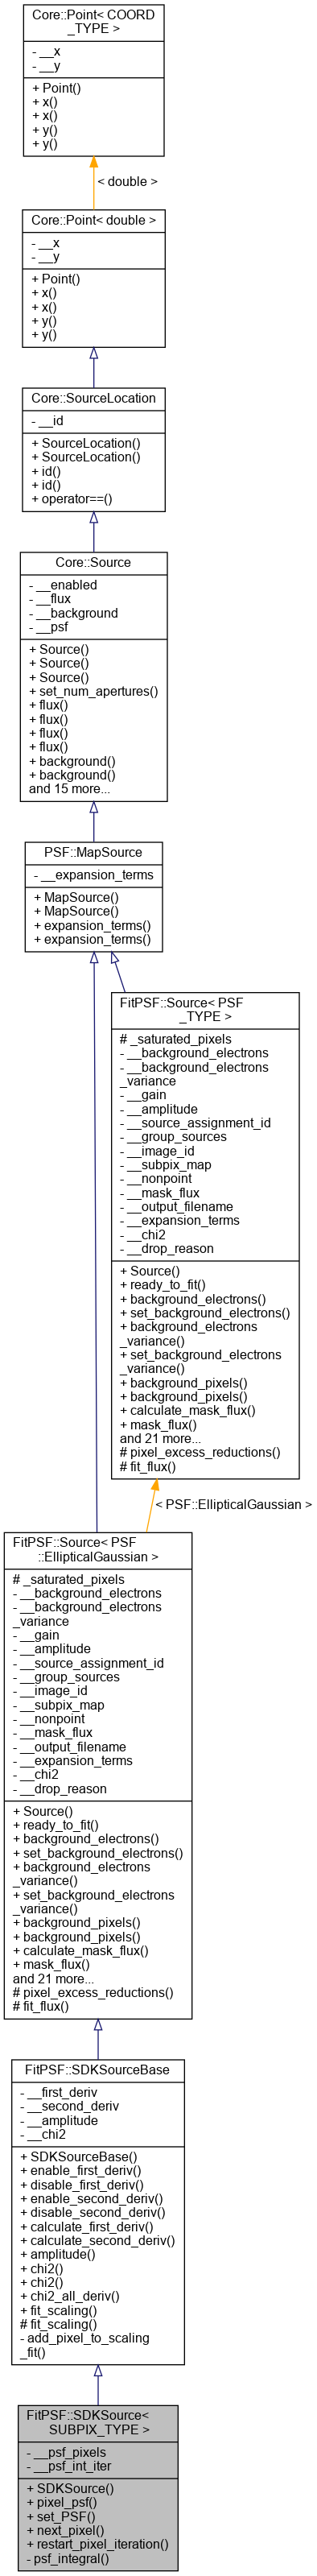 Core::Point< COORD
_TYPE >
- __x
- __y
+ Point()
+ x()
+ x()
+ y()
+ y()
< double >
Core::Point< double >
- __x
- __y
+ Point()
+ x()
+ x()
+ y()
+ y()
Core::SourceLocation
- __id
+ SourceLocation()
+ SourceLocation()
+ id()
+ id()
+ operator==()
Core::Source
- __enabled
- __flux
- __background
- __psf
+ Source()
+ Source()
+ Source()
+ set_num_apertures()
+ flux()
+ flux()
+ flux()
+ flux()
+ background()
+ background()
and 15 more...
PSF::MapSource
- __expansion_terms
+ MapSource()
+ MapSource()
+ expansion_terms()
+ expansion_terms()
FitPSF::Source< PSF
_TYPE >
# _saturated_pixels
- __background_electrons
- __background_electrons
_variance
- __gain
- __amplitude
- __source_assignment_id
- __group_sources
- __image_id
- __subpix_map
- __nonpoint
- __mask_flux
- __output_filename
- __expansion_terms
- __chi2
- __drop_reason
+ Source()
+ ready_to_fit()
+ background_electrons()
+ set_background_electrons()
+ background_electrons
_variance()
+ set_background_electrons
_variance()
+ background_pixels()
+ background_pixels()
+ calculate_mask_flux()
+ mask_flux()
and 21 more...
# pixel_excess_reductions()
# fit_flux()
< PSF::EllipticalGaussian >
FitPSF::Source< PSF
::EllipticalGaussian >
# _saturated_pixels
- __background_electrons
- __background_electrons
_variance
- __gain
- __amplitude
- __source_assignment_id
- __group_sources
- __image_id
- __subpix_map
- __nonpoint
- __mask_flux
- __output_filename
- __expansion_terms
- __chi2
- __drop_reason
+ Source()
+ ready_to_fit()
+ background_electrons()
+ set_background_electrons()
+ background_electrons
_variance()
+ set_background_electrons
_variance()
+ background_pixels()
+ background_pixels()
+ calculate_mask_flux()
+ mask_flux()
and 21 more...
# pixel_excess_reductions()
# fit_flux()
FitPSF::SDKSourceBase
- __first_deriv
- __second_deriv
- __amplitude
- __chi2
+ SDKSourceBase()
+ enable_first_deriv()
+ disable_first_deriv()
+ enable_second_deriv()
+ disable_second_deriv()
+ calculate_first_deriv()
+ calculate_second_deriv()
+ amplitude()
+ chi2()
+ chi2()
+ chi2_all_deriv()
+ fit_scaling()
# fit_scaling()
- add_pixel_to_scaling
_fit()
FitPSF::SDKSource<
SUBPIX_TYPE >
- __psf_pixels
- __psf_int_iter
+ SDKSource()
+ pixel_psf()
+ set_PSF()
+ next_pixel()
+ restart_pixel_iteration()
- psf_integral()